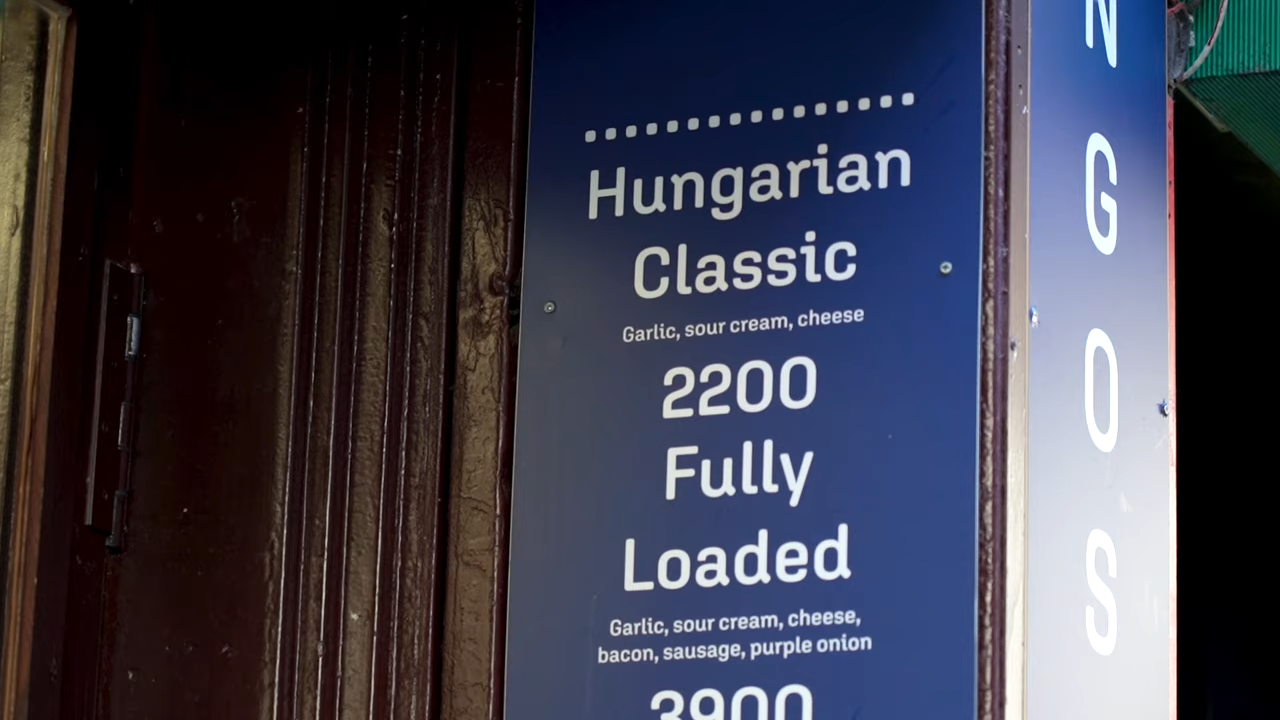 Hungarian
Classic
Garlic, sour cream, cheese
2200
Fully
Loaded
Garlic, sour cream, cheese,
bacon, sausage, purple onion
3900
N
G
O
S